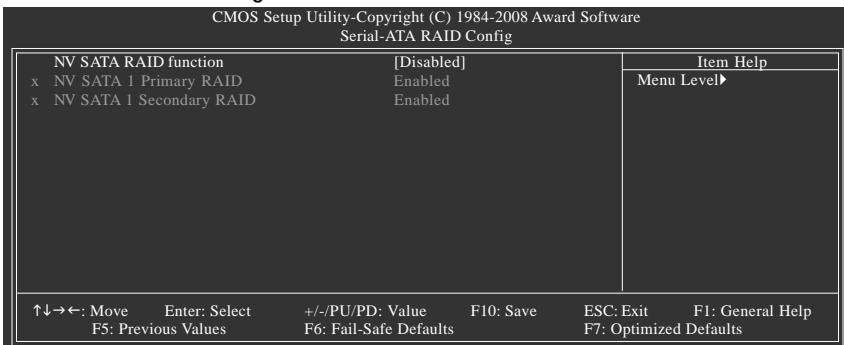 CMOS Setup Utility-Copyright (C) 1984-2008 Award Software
Serial-ATA RAID Config
NV SATA RAID function [Disabled] Item Help
x NV SATA 1 Primary RAID Enabled Menu Level▶
x NV SATA 1 Secondary RAID Enabled
↑↓→←: Move Enter: Select +/-/PU/PD: Value F10: Save ESC: Exit F1: General Help
F5: Previous Values F6: Fail-Safe Defaults F7: Optimized Defaults